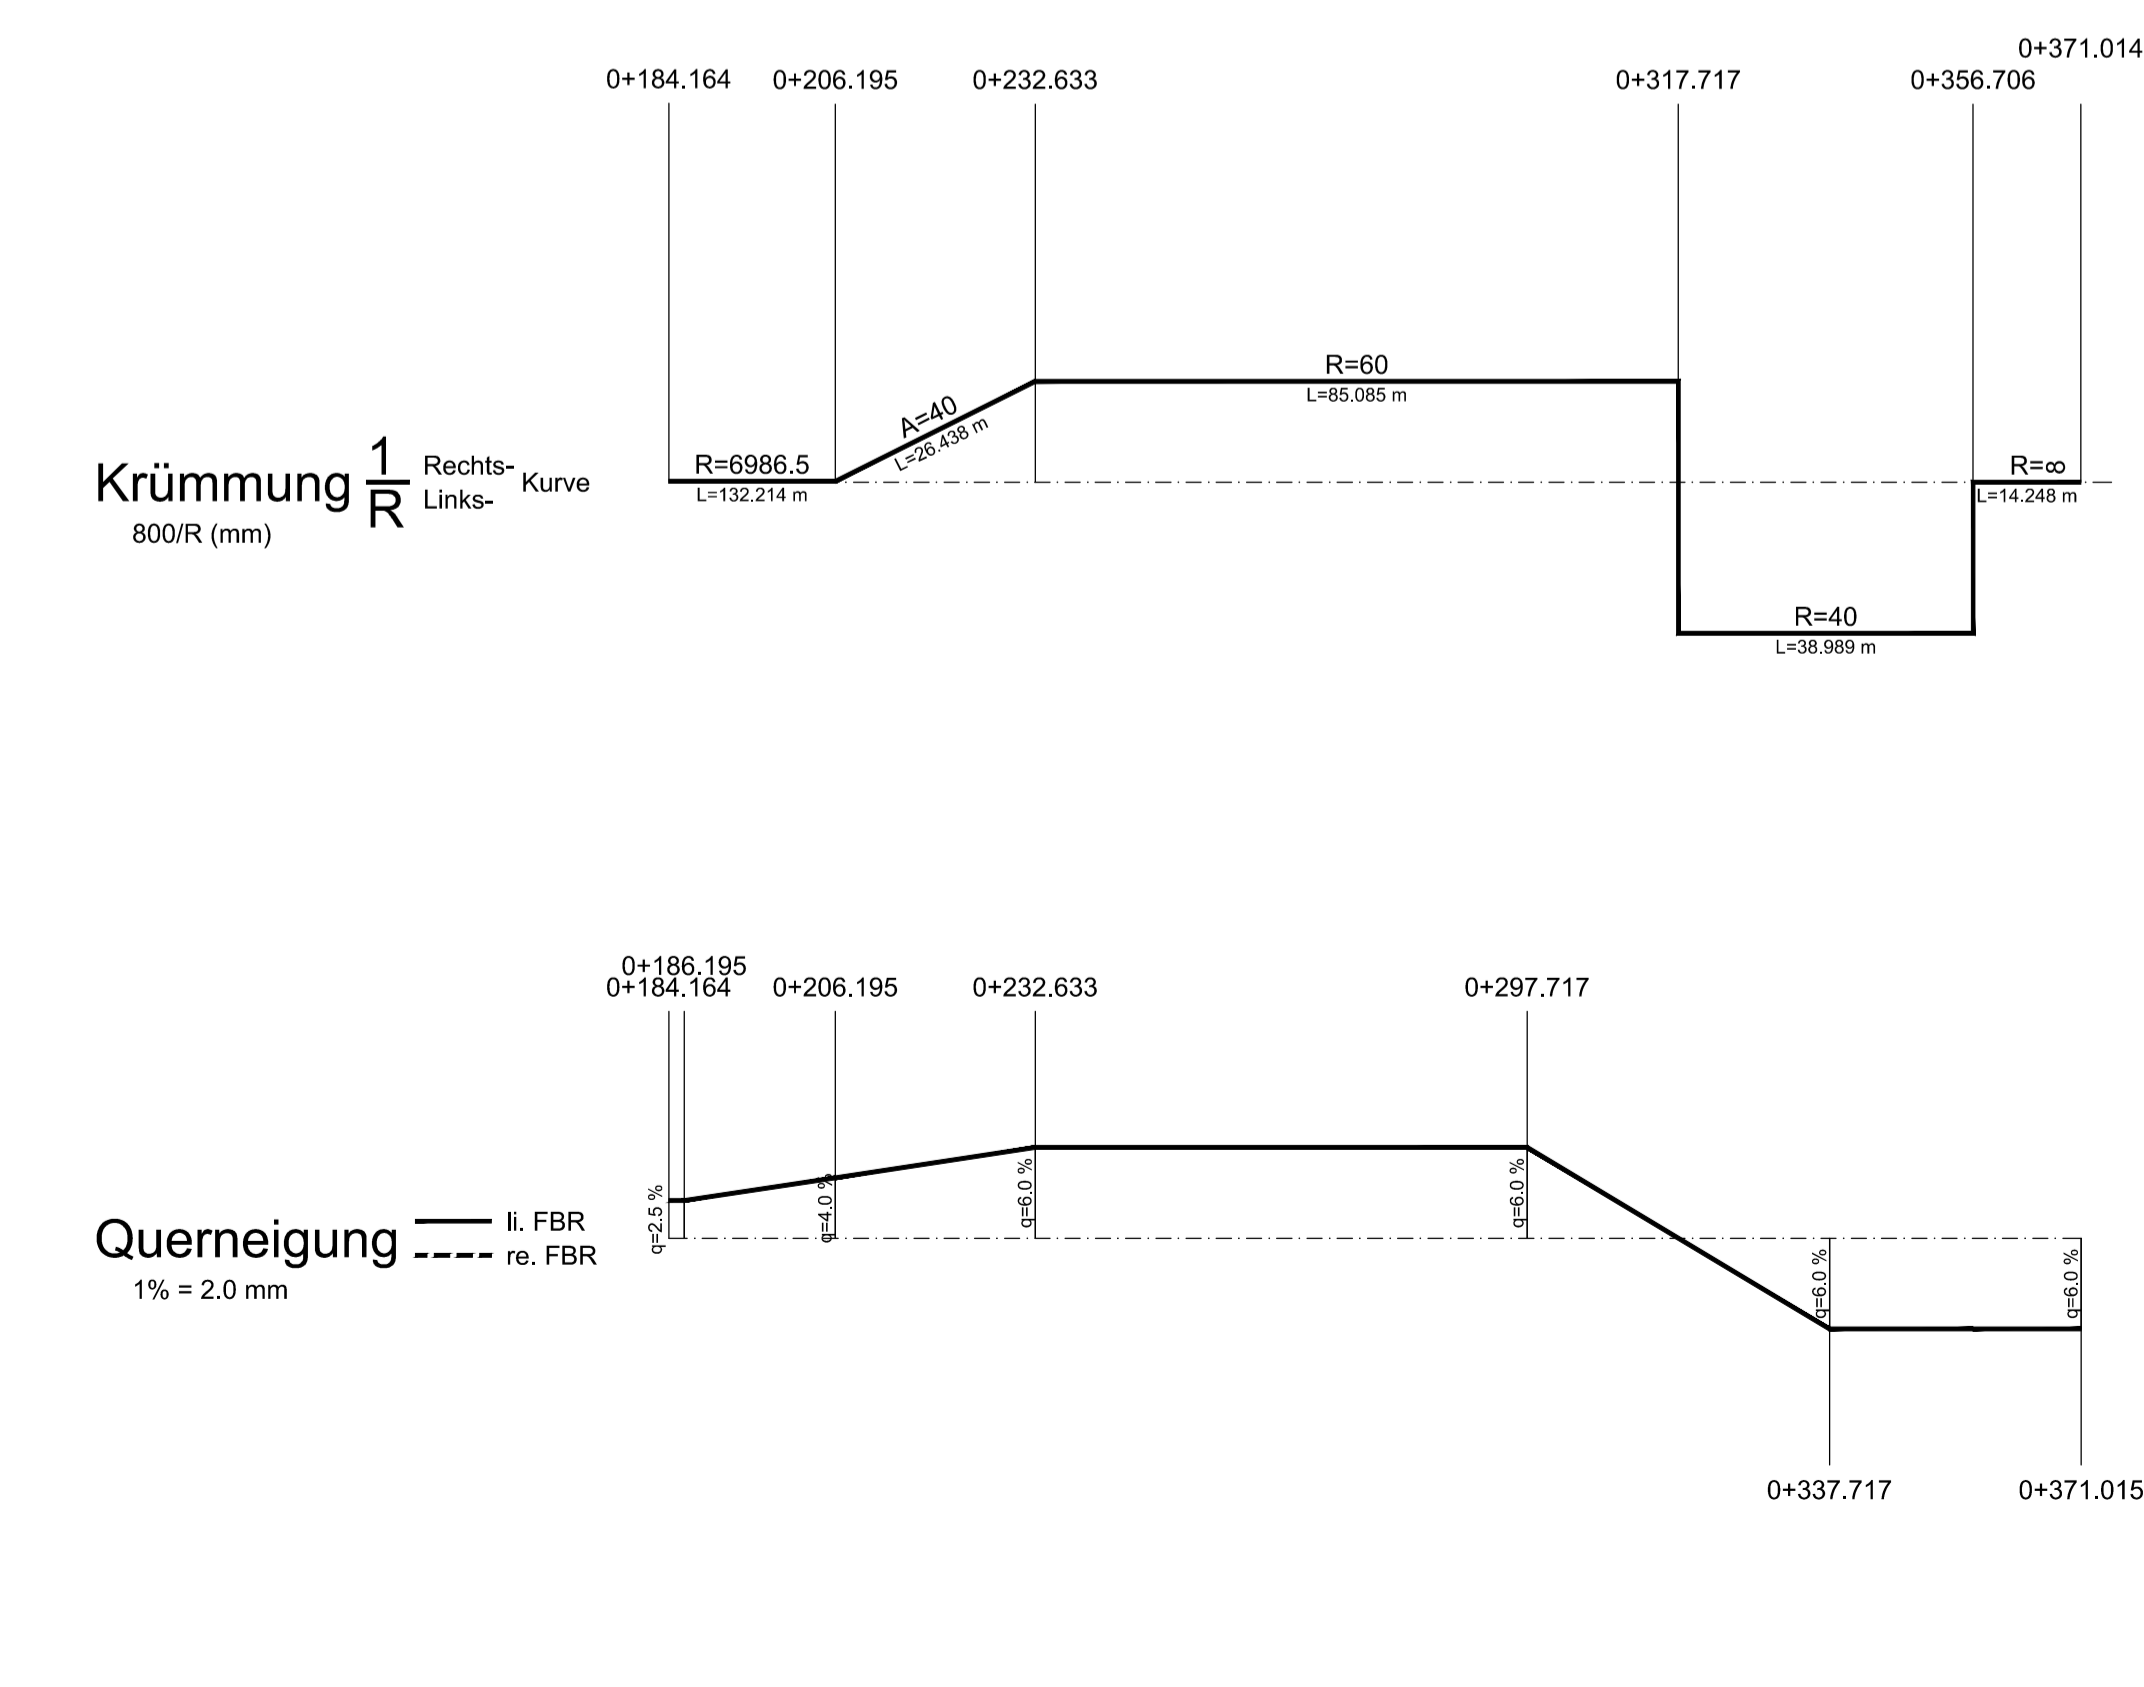 0+371.014
0+184.164 0+206.195 0+232.633 0+317.717 0+356.706
R=60
L=85.085 m
A=40
L=26.438 m
Krümmung 1/R Rechts- Links- Kurve
800/R (mm)
R=6986.5
L=132.214 m
R=∞
L=14.248 m
R=40
L=38.989 m
0+186.195
0+184.164 0+206.195 0+232.633 0+297.717
q=2.5 % q=4.0 % q=6.0 % q=6.0 % q=6.0 % q=6.0 %
Querneigung li. FBR
re. FBR
1% = 2.0 mm
0+337.717 0+371.015